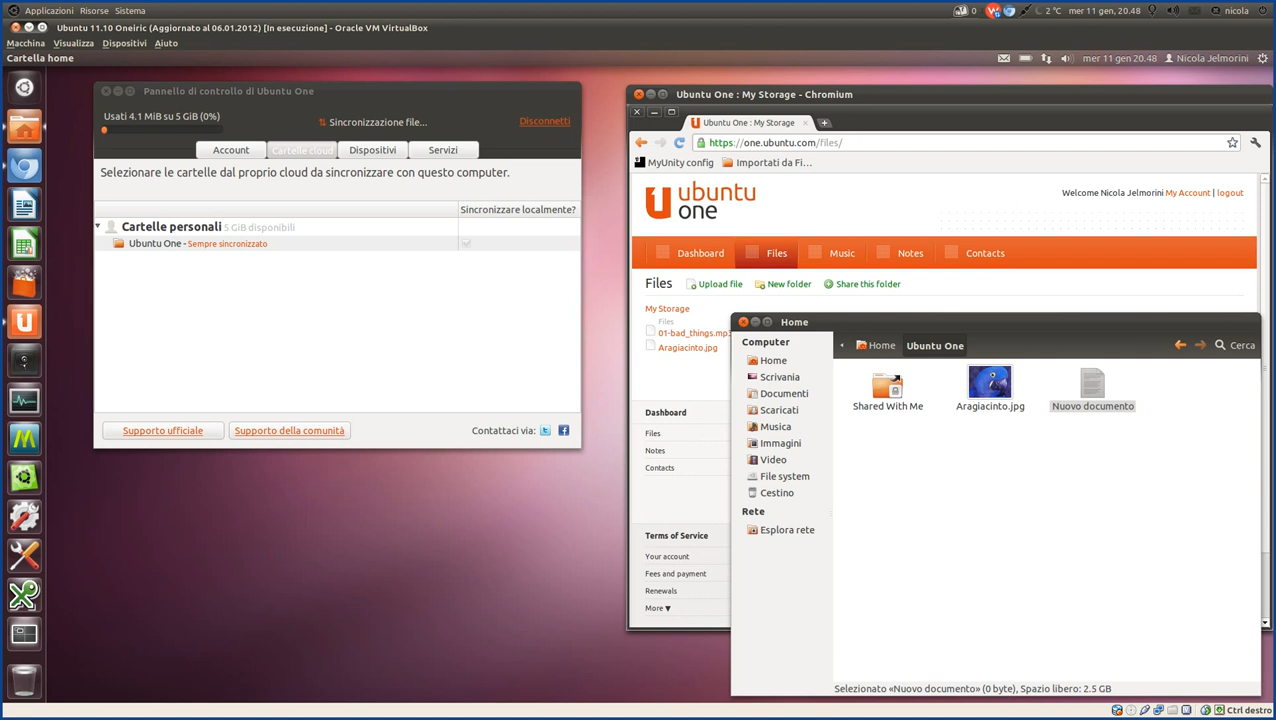 Applicazioni Risorse Sistema
0 2 °C mer 11 gen, 20.48 nicola
Ubuntu 11.10 Oneiric (Aggiornato al 06.01.2012) [In esecuzione] - Oracle VM VirtualBox
Macchina Visualizza Dispositivi Aiuto
Cartella home
mer 11 gen 20.48 Nicola Jelmorini
Pannello di controllo di Ubuntu One
Usati 4.1 MiB su 5 GiB (0%)
Sincronizzazione file...
Disconnetti
Account Cartelle cloud Dispositivi Servizi
Selezionare le cartelle dal proprio cloud da sincronizzare con questo computer.
Sincronizzare localmente?
Cartelle personali 5 GiB disponibili
Ubuntu One - Sempre sincronizzato
Supporto ufficiale
Supporto della comunità
Contattaci via:
Ubuntu One : My Storage - Chromium
Ubuntu One : My Storage
https://one.ubuntu.com/files/
MyUnity config Importati da Fi...
ubuntu
one
Welcome Nicola Jelmorini My Account | logout
Dashboard Files Music Notes Contacts
Files Upload file New folder Share this folder
My Storage
Files
01-bad_things.mp3
Aragiacinto.jpg
Dashboard
Files
Notes
Contacts
Terms of Service
Your account
Fees and payment
Renewals
More ▼
Home
Computer
Home
Scrivania
Documenti
Scaricati
Musica
Immagini
Video
File system
Cestino
Rete
Esplora rete
Home Ubuntu One Cerca
Shared With Me
Aragiacinto.jpg
Nuovo documento
Selezionato «Nuovo documento» (0 byte), Spazio libero: 2.5 GB
Ctrl destro